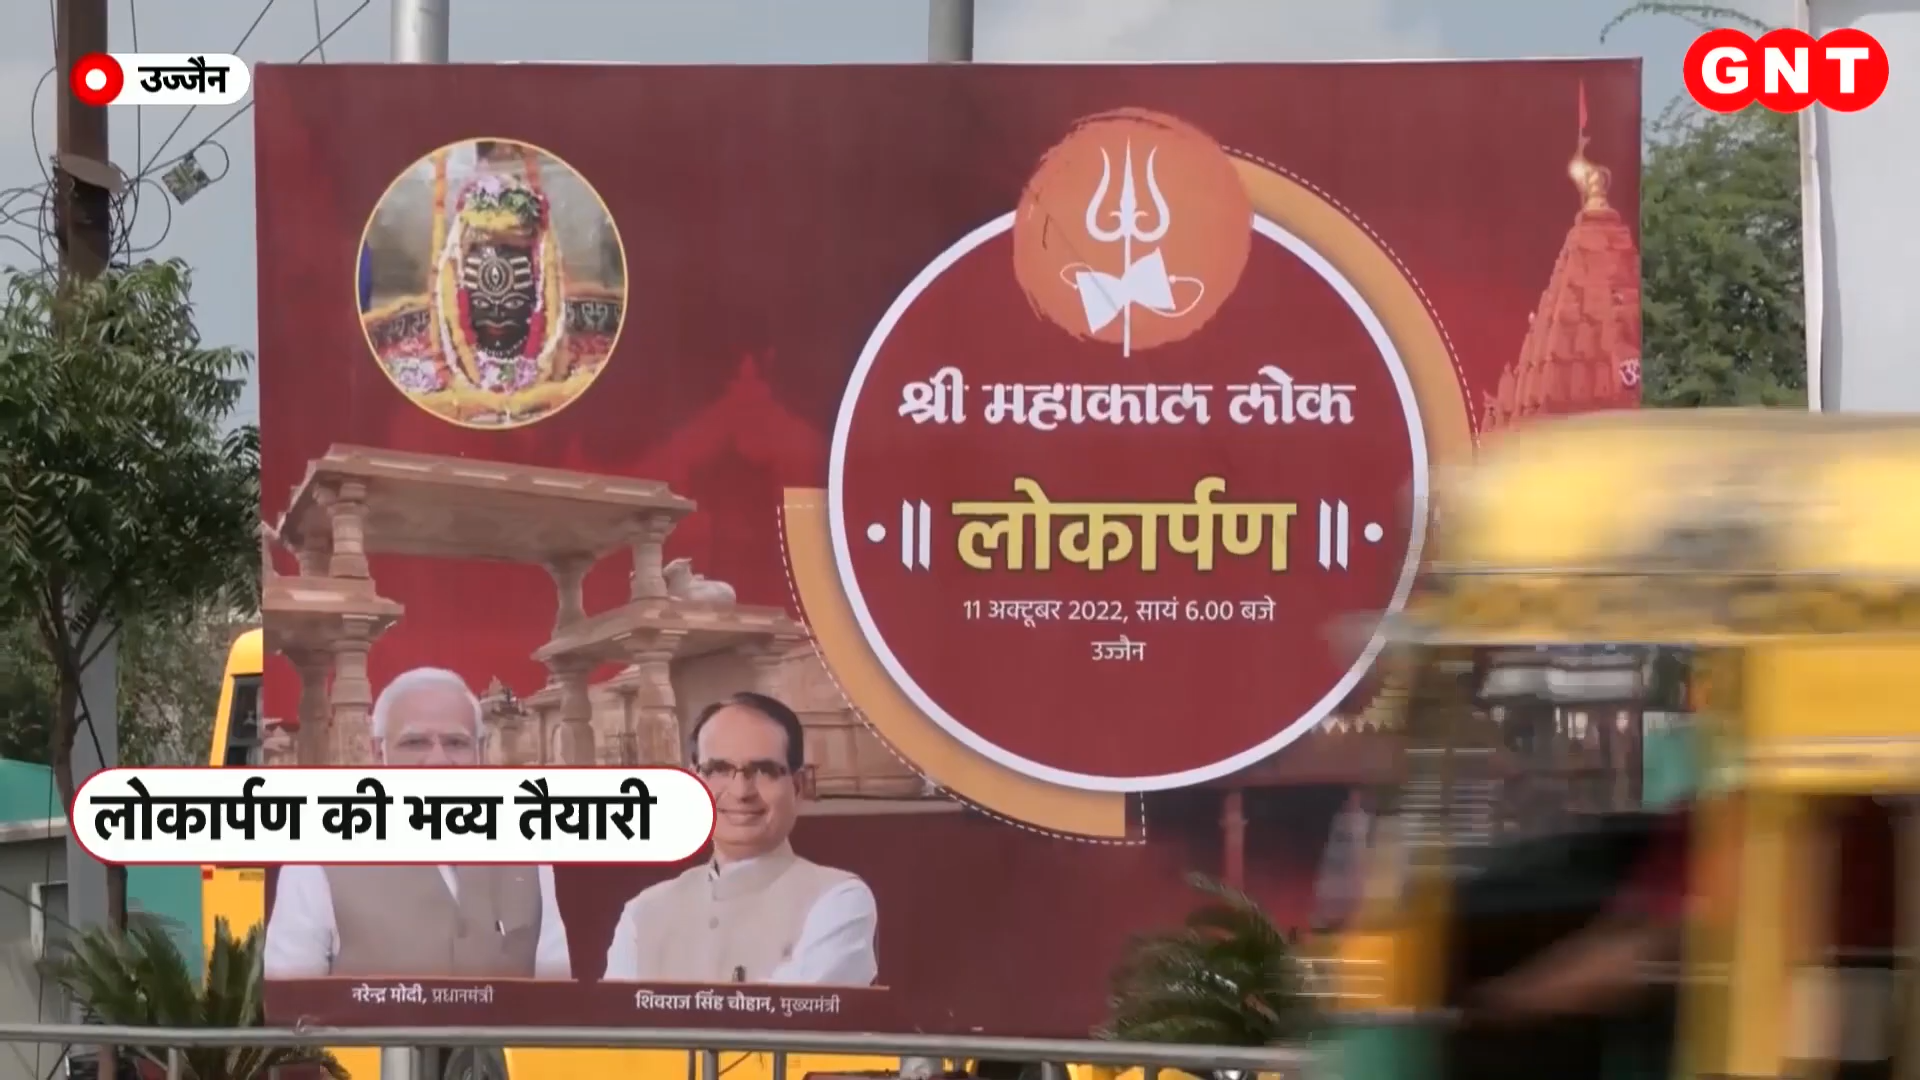 उज्जैन
GNT
श्री महाकाल लोक
॥ लोकार्पण ॥
11 अक्टूबर 2022, सायं 6.00 बजे
उज्जैन
लोकार्पण की भव्य तैयारी
नरेन्द्र मोदी, प्रधानमंत्री
शिवराज सिंह चौहान, मुख्यमंत्री